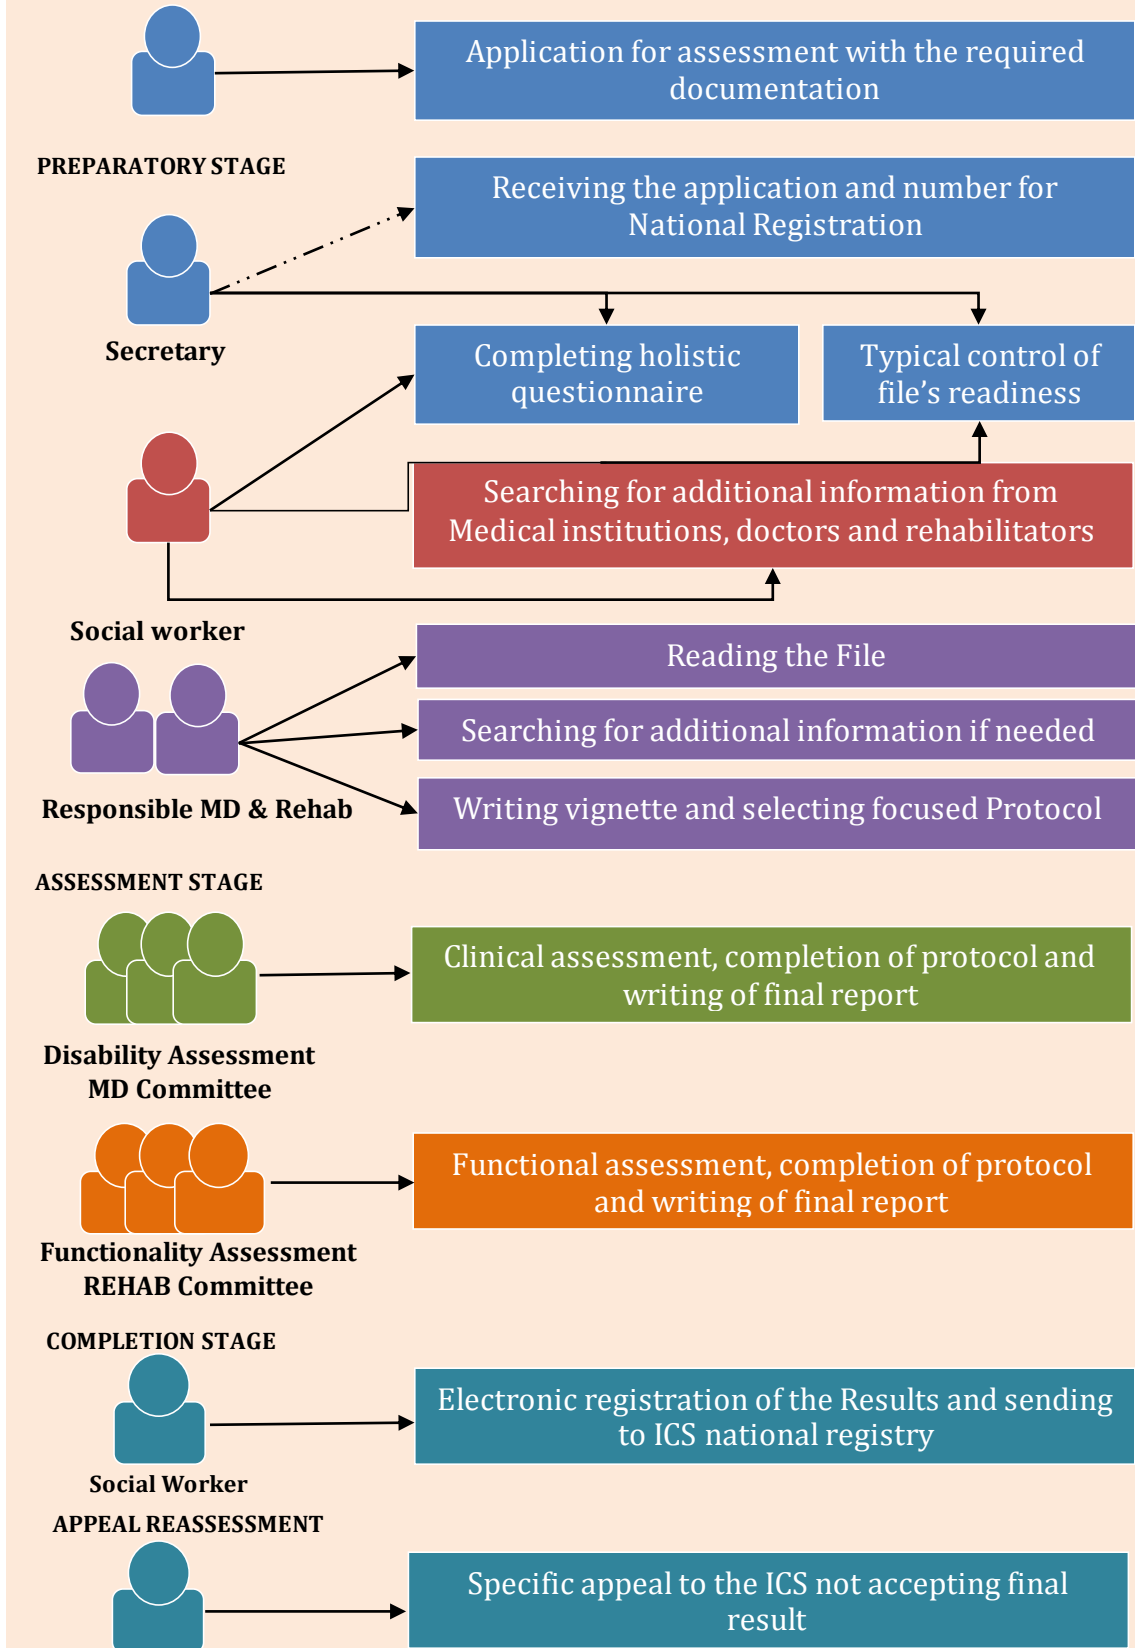 Application for assessment with the required
documentation
PREPARATORY STAGE
Receiving the application and number for
National Registration
Secretary
Completing holistic
questionnaire
Typical control of
file’s readiness
Searching for additional information from
Medical institutions, doctors and rehabilitators
Social worker
Reading the File
Searching for additional information if needed
Responsible MD & Rehab
Writing vignette and selecting focused Protocol
ASSESSMENT STAGE
Clinical assessment, completion of protocol and
writing of final report
Disability Assessment
MD Committee
Functional assessment, completion of protocol
and writing of final report
Functionality Assessment
REHAB Committee
COMPLETION STAGE
Electronic registration of the Results and sending
to ICS national registry
Social Worker
APPEAL REASSESSMENT
Specific appeal to the ICS not accepting final
result